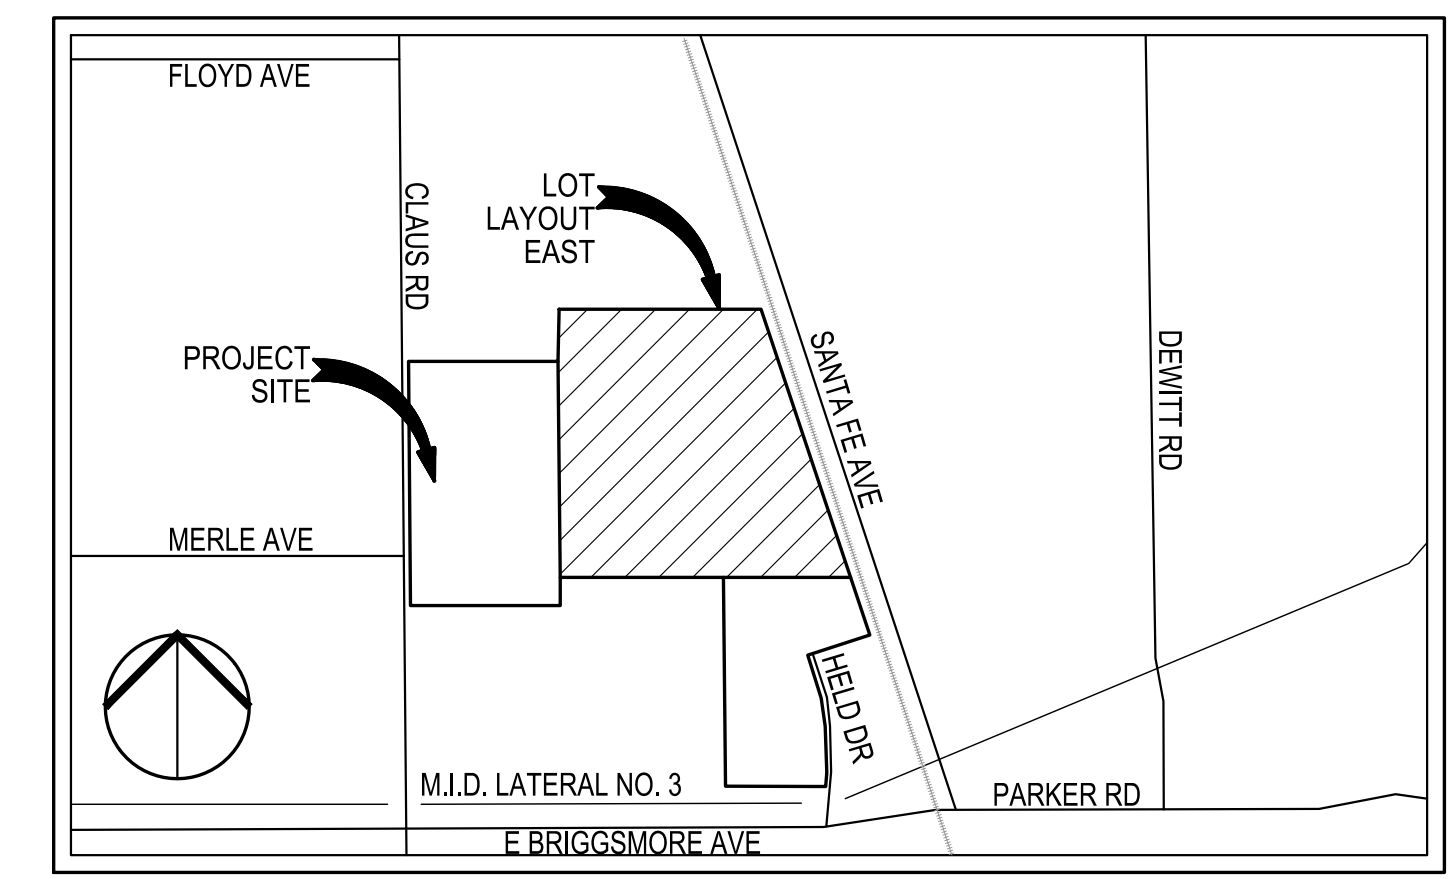 FLOYD AVE
CLAUS RD
LOT
LAYOUT
EAST
PROJECT
SITE
SANTA FE AVE
DEWITT RD
MERLE AVE
HELD DR
M.I.D. LATERAL NO. 3
PARKER RD
E BRIGGSMORE AVE